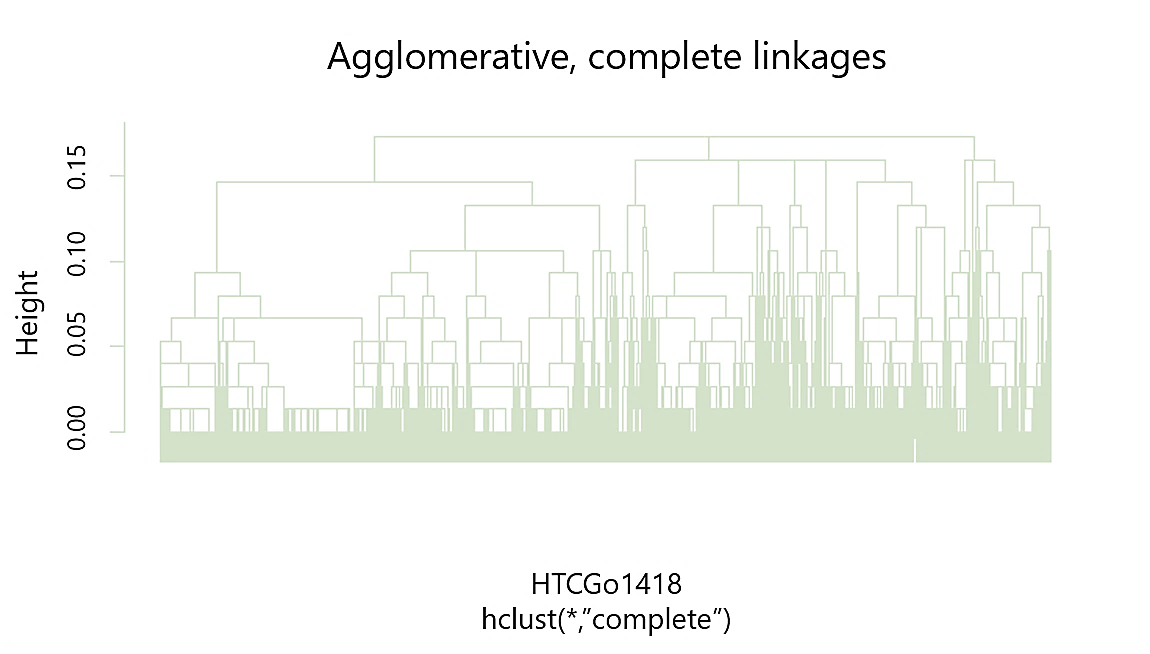 Agglomerative, complete linkages
Height
0.15
0.10
0.05
0.00
HTCGo1418
hclust(*,”complete”)